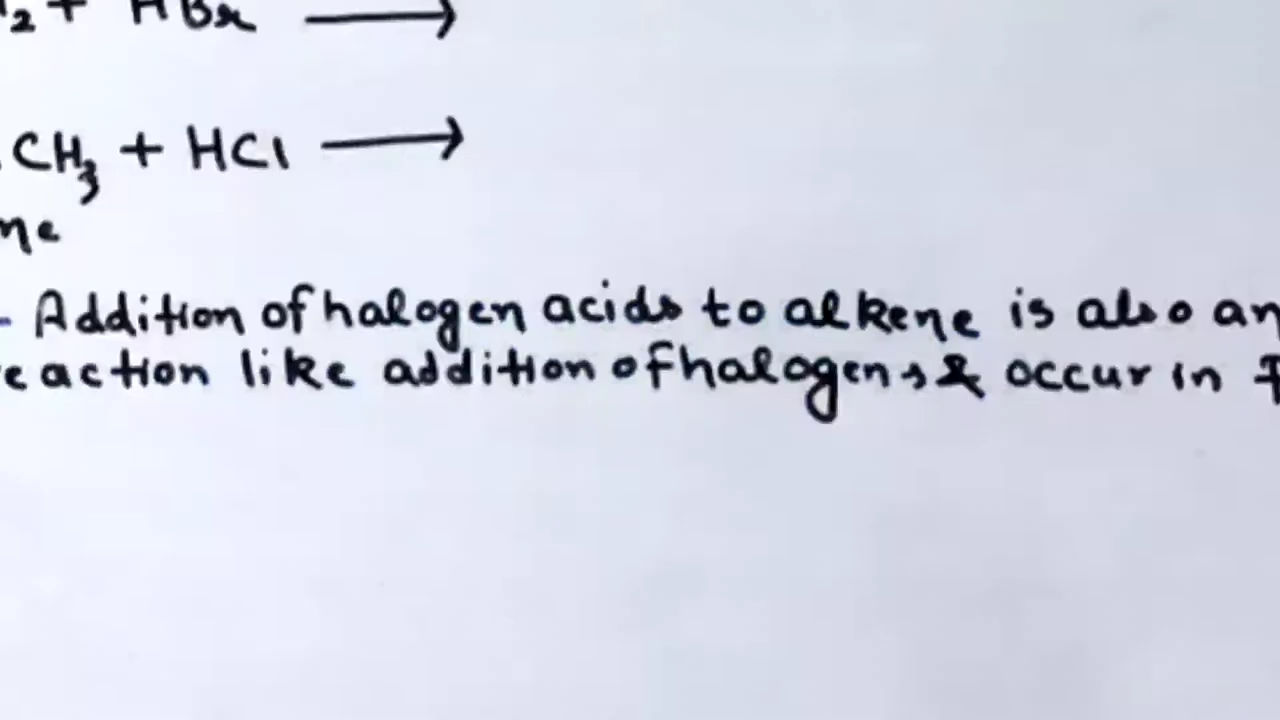 2 + HBr ⟶
CH₃ + HCl ⟶
ne
- Addition of halogen acids to alkene is also an
eaction like addition of halogens & occur in